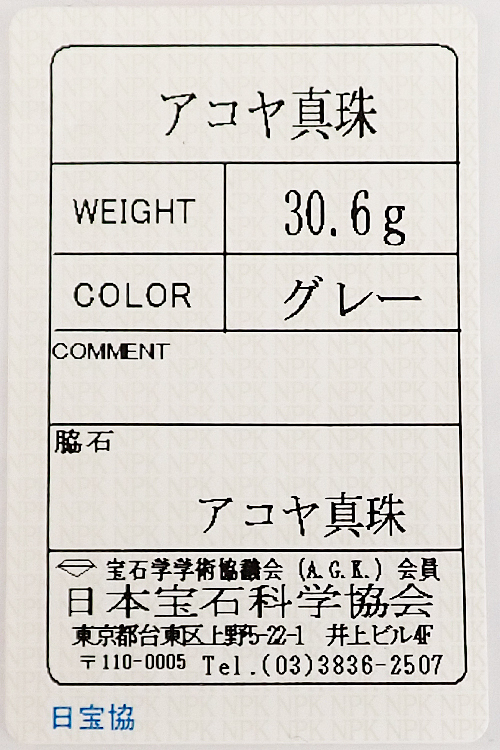 アコヤ真珠
WEIGHT 30.6g
COLOR グレー
COMMENT
脇石
アコヤ真珠
宝石学学術協議会 (A.G.K.) 会員
日本宝石科学協会
東京都台東区上野5-22-1 井上ビル4F
〒110-0005 Tel.(03)3836-2507
日宝協